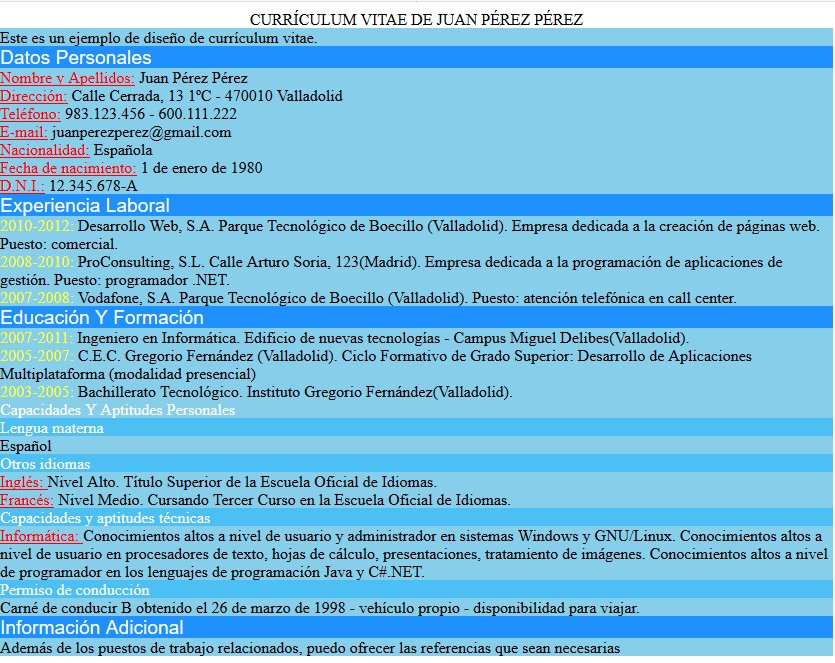 CURRÍCULUM VITAE DE JUAN PÉREZ PÉREZ
Este es un ejemplo de diseño de currículum vitae.
Datos Personales
Nombre y Apellidos: Juan Pérez Pérez
Dirección: Calle Cerrada, 13 1ºC - 470010 Valladolid
Teléfono: 983.123.456 - 600.111.222
E-mail: juanperezperez@gmail.com
Nacionalidad: Española
Fecha de nacimiento: 1 de enero de 1980
D.N.I.: 12.345.678-A
Experiencia Laboral
2010-2012: Desarrollo Web, S.A. Parque Tecnológico de Boecillo (Valladolid). Empresa dedicada a la creación de páginas web.
Puesto: comercial.
2008-2010: ProConsulting, S.L. Calle Arturo Soria, 123(Madrid). Empresa dedicada a la programación de aplicaciones de
gestión. Puesto: programador .NET.
2007-2008: Vodafone, S.A. Parque Tecnológico de Boecillo (Valladolid). Puesto: atención telefónica en call center.
Educación Y Formación
2007-2011: Ingeniero en Informática. Edificio de nuevas tecnologías - Campus Miguel Delibes(Valladolid).
2005-2007: C.E.C. Gregorio Fernández (Valladolid). Ciclo Formativo de Grado Superior: Desarrollo de Aplicaciones
Multiplataforma (modalidad presencial)
2003-2005: Bachillerato Tecnológico. Instituto Gregorio Fernández(Valladolid).
Capacidades Y Aptitudes Personales
Lengua materna
Español
Otros idiomas
Inglés: Nivel Alto. Título Superior de la Escuela Oficial de Idiomas.
Francés: Nivel Medio. Cursando Tercer Curso en la Escuela Oficial de Idiomas.
Capacidades y aptitudes técnicas
Informática: Conocimientos altos a nivel de usuario y administrador en sistemas Windows y GNU/Linux. Conocimientos altos a
nivel de usuario en procesadores de texto, hojas de cálculo, presentaciones, tratamiento de imágenes. Conocimientos altos a nivel
de programador en los lenguajes de programación Java y C#.NET.
Permiso de conducción
Carné de conducir B obtenido el 26 de marzo de 1998 - vehículo propio - disponibilidad para viajar.
Información Adicional
Además de los puestos de trabajo relacionados, puedo ofrecer las referencias que sean necesarias